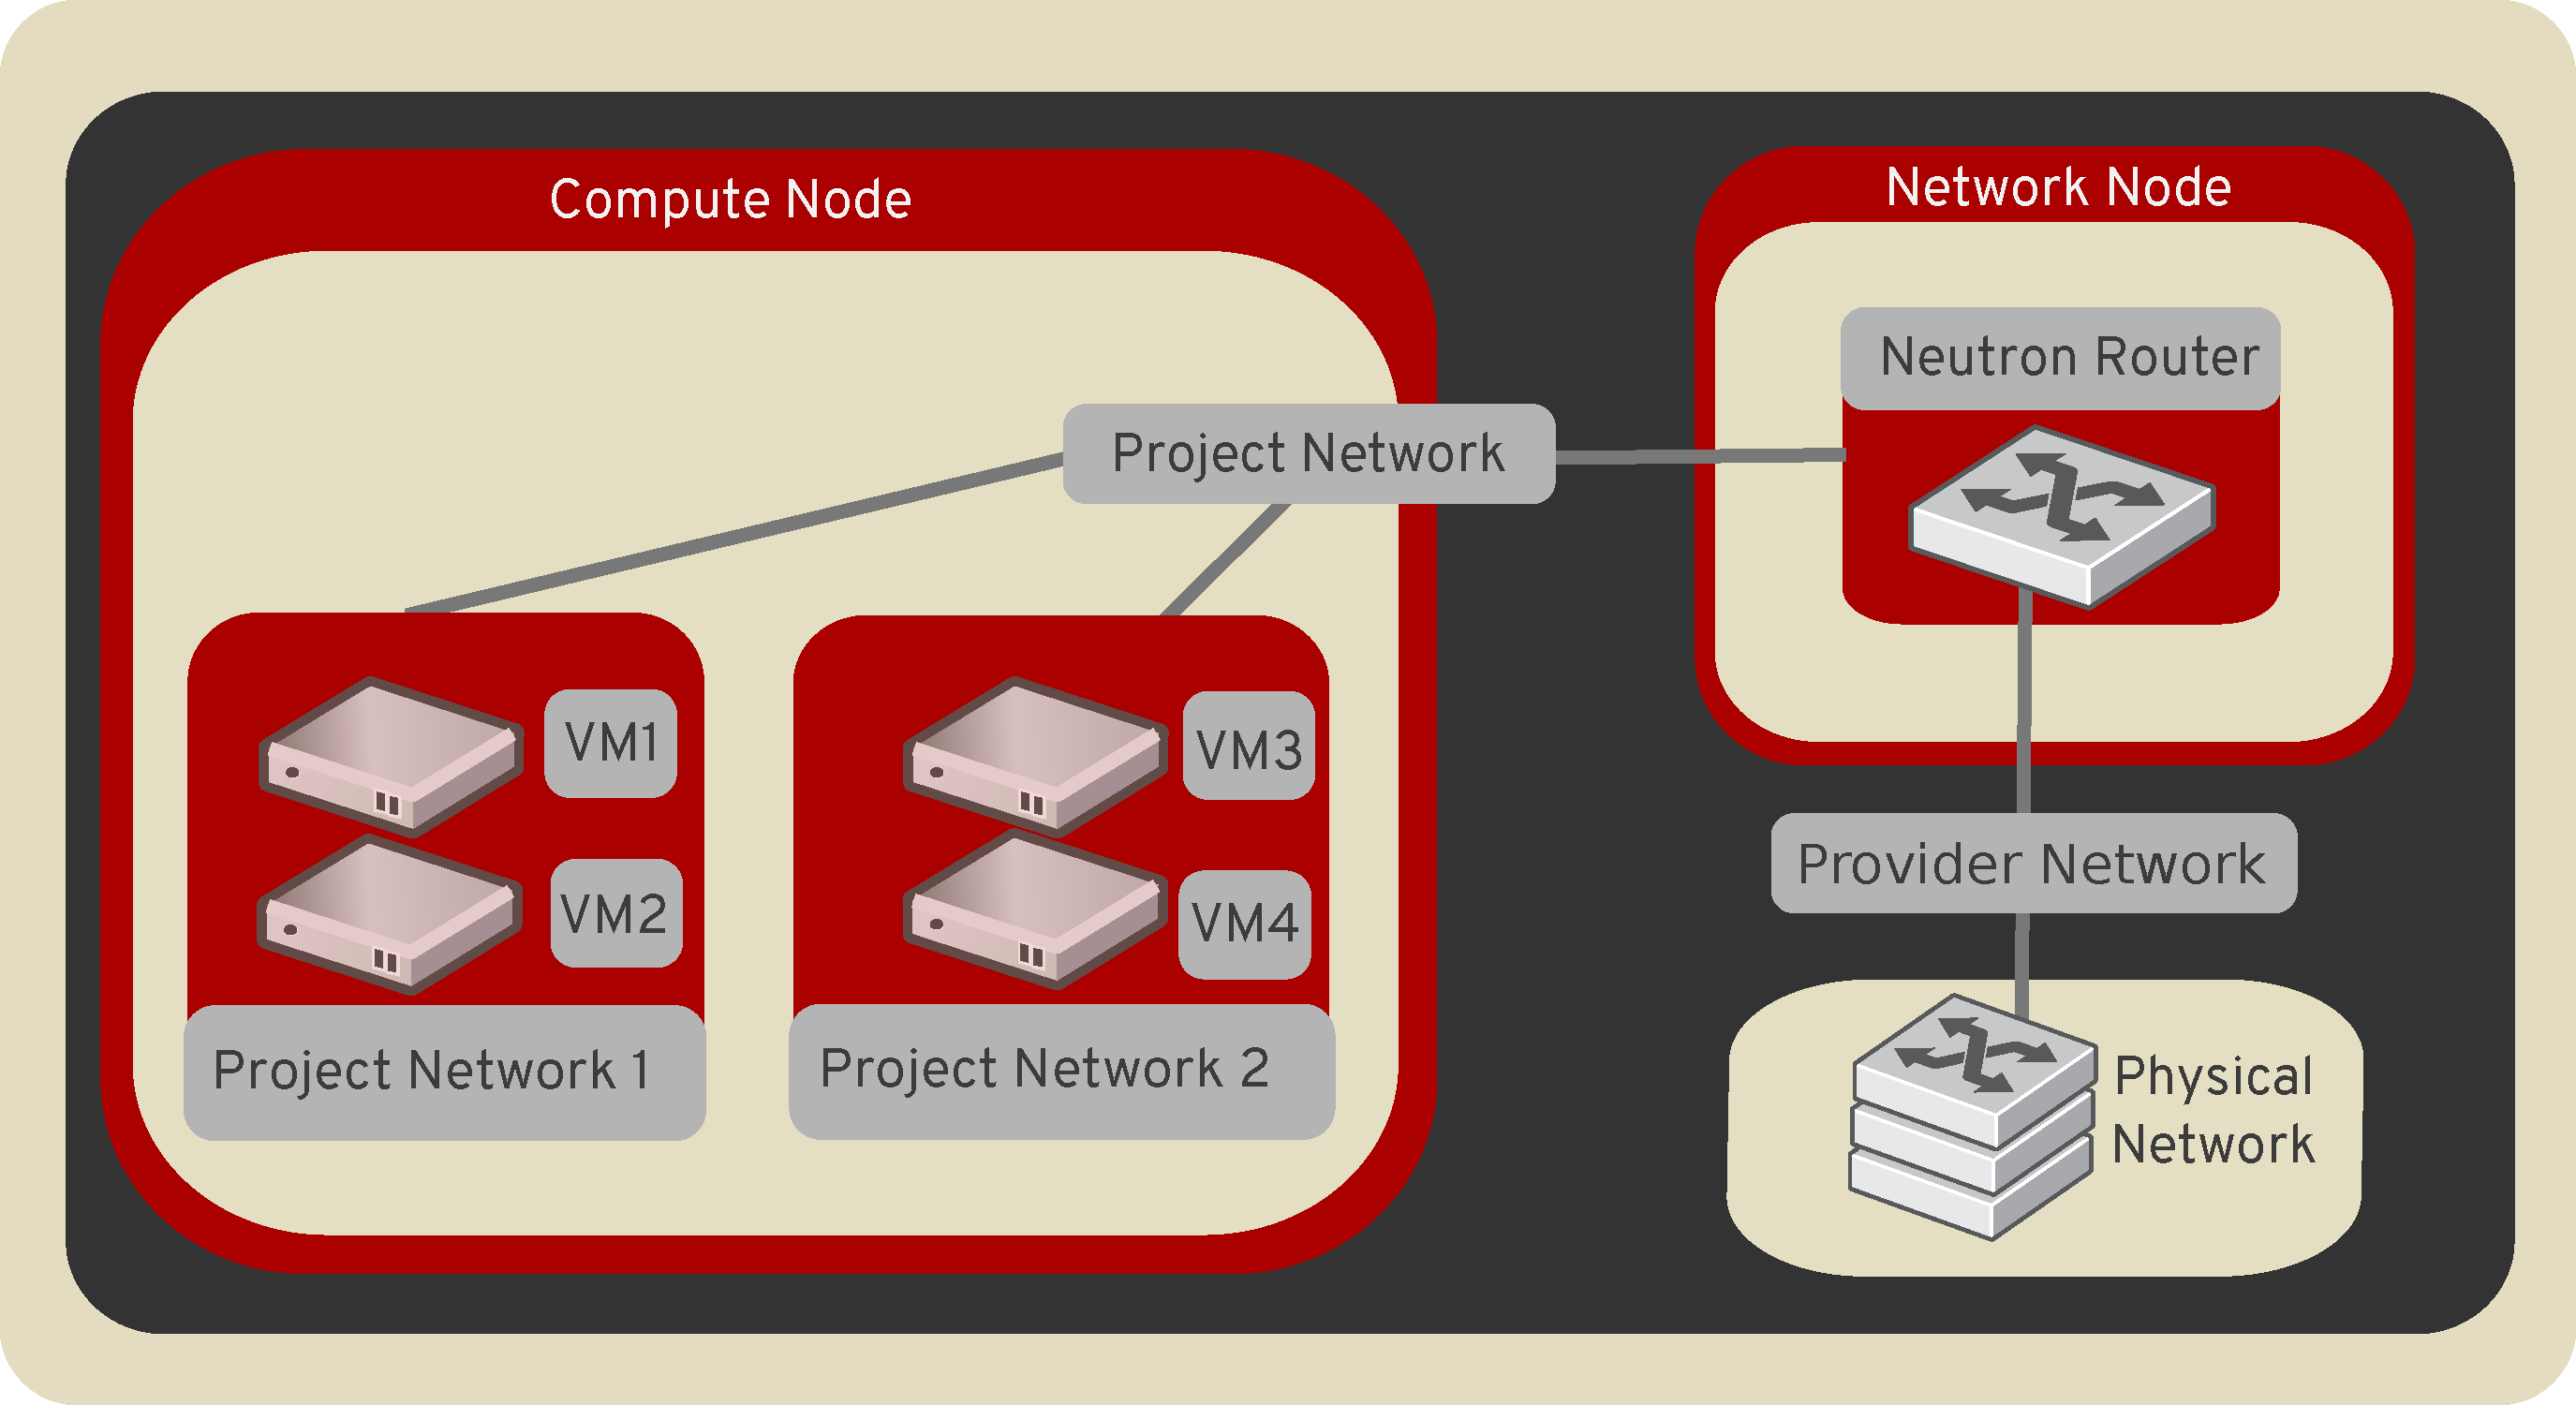 Compute Node
Network Node
Neutron Router
Project Network
VM1
VM2
VM3
VM4
Project Network 1
Project Network 2
Provider Network
Physical
Network